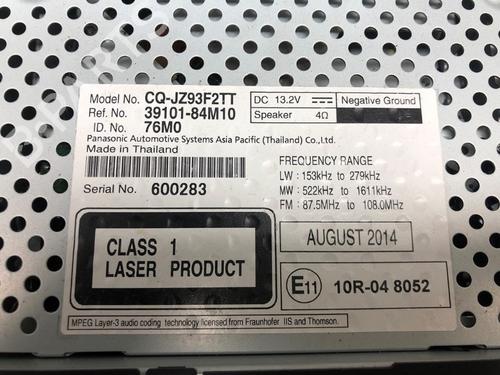 Model No. CQ-JZ93F2TT
Ref. No. 39101-84M10
ID. No. 76M0
DC 13.2V Negative Ground
Speaker 4Ω
Panasonic Automotive Systems Asia Pacific (Thailand) Co.,Ltd.
Made in Thailand
Serial No. 600283
FREQUENCY RANGE
LW : 153kHz to 279kHz
MW : 522kHz to 1611kHz
FM : 87.5MHz to 108.0MHz
CLASS 1
LASER PRODUCT
AUGUST 2014
E11 10R-04 8052
MPEG Layer-3 audio coding technology licensed from Fraunhofer IIS and Thomson.